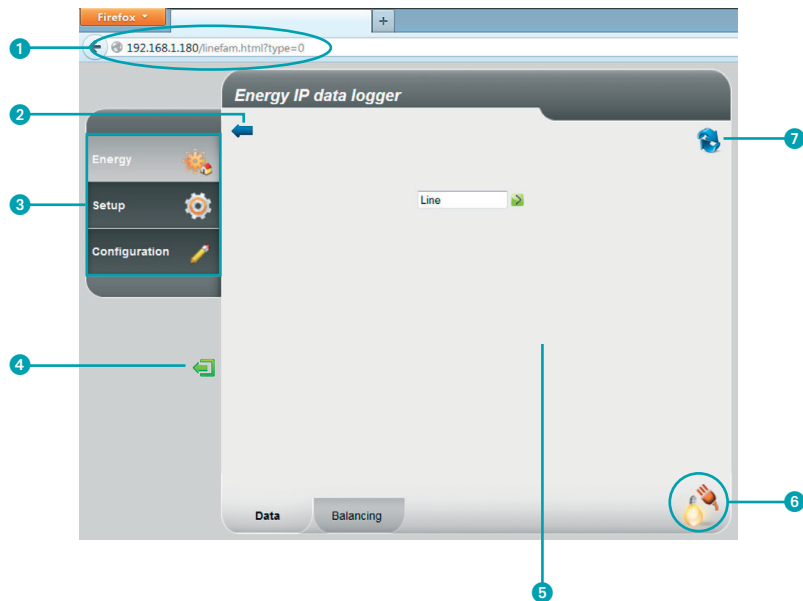 Firefox
+
1
192.168.1.180/linefam.html?type=0
Energy IP data logger
2
7
Energy
3
Setup
Line
Configuration
4
6
Data
Balancing
5